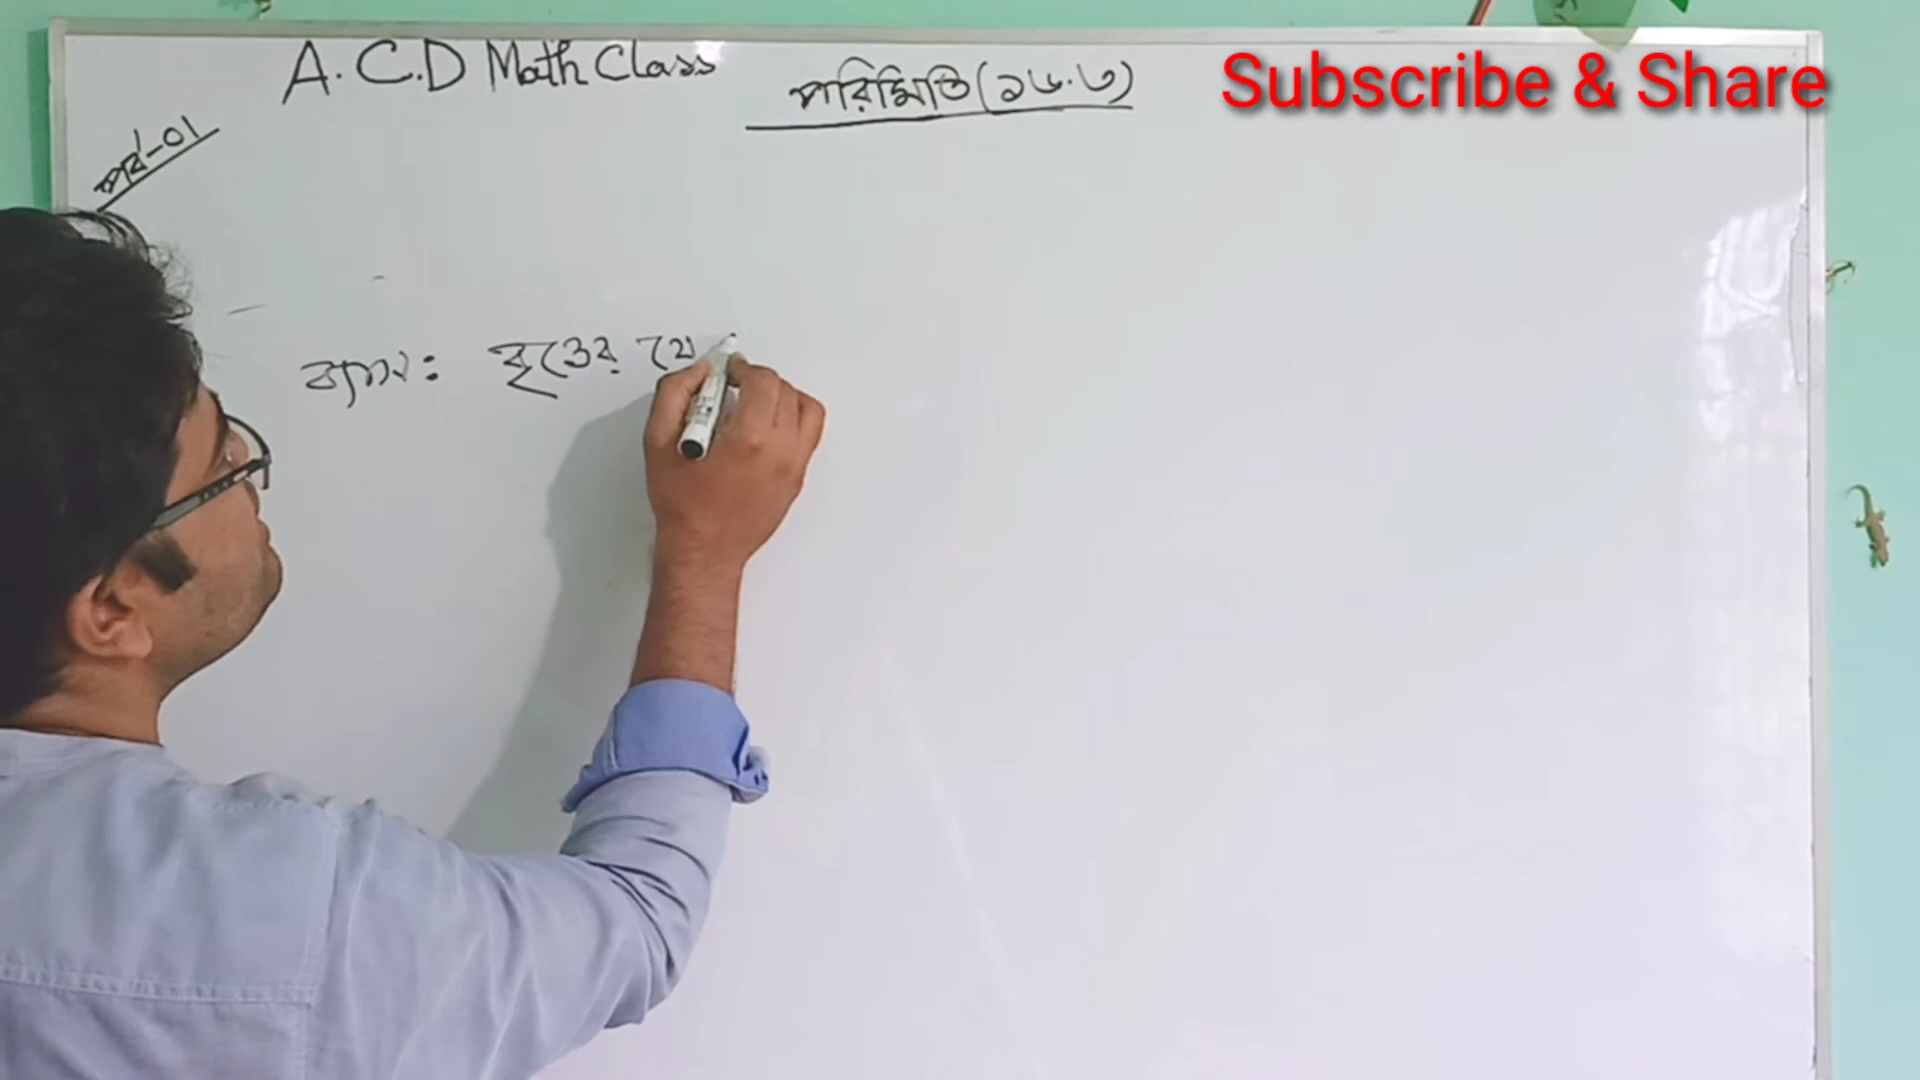 A.C.D Math Class
পরিমিতি (১৬.৩)
Subscribe & Share
পর্ব-০১
ব্যাসঃ বৃত্তের যে